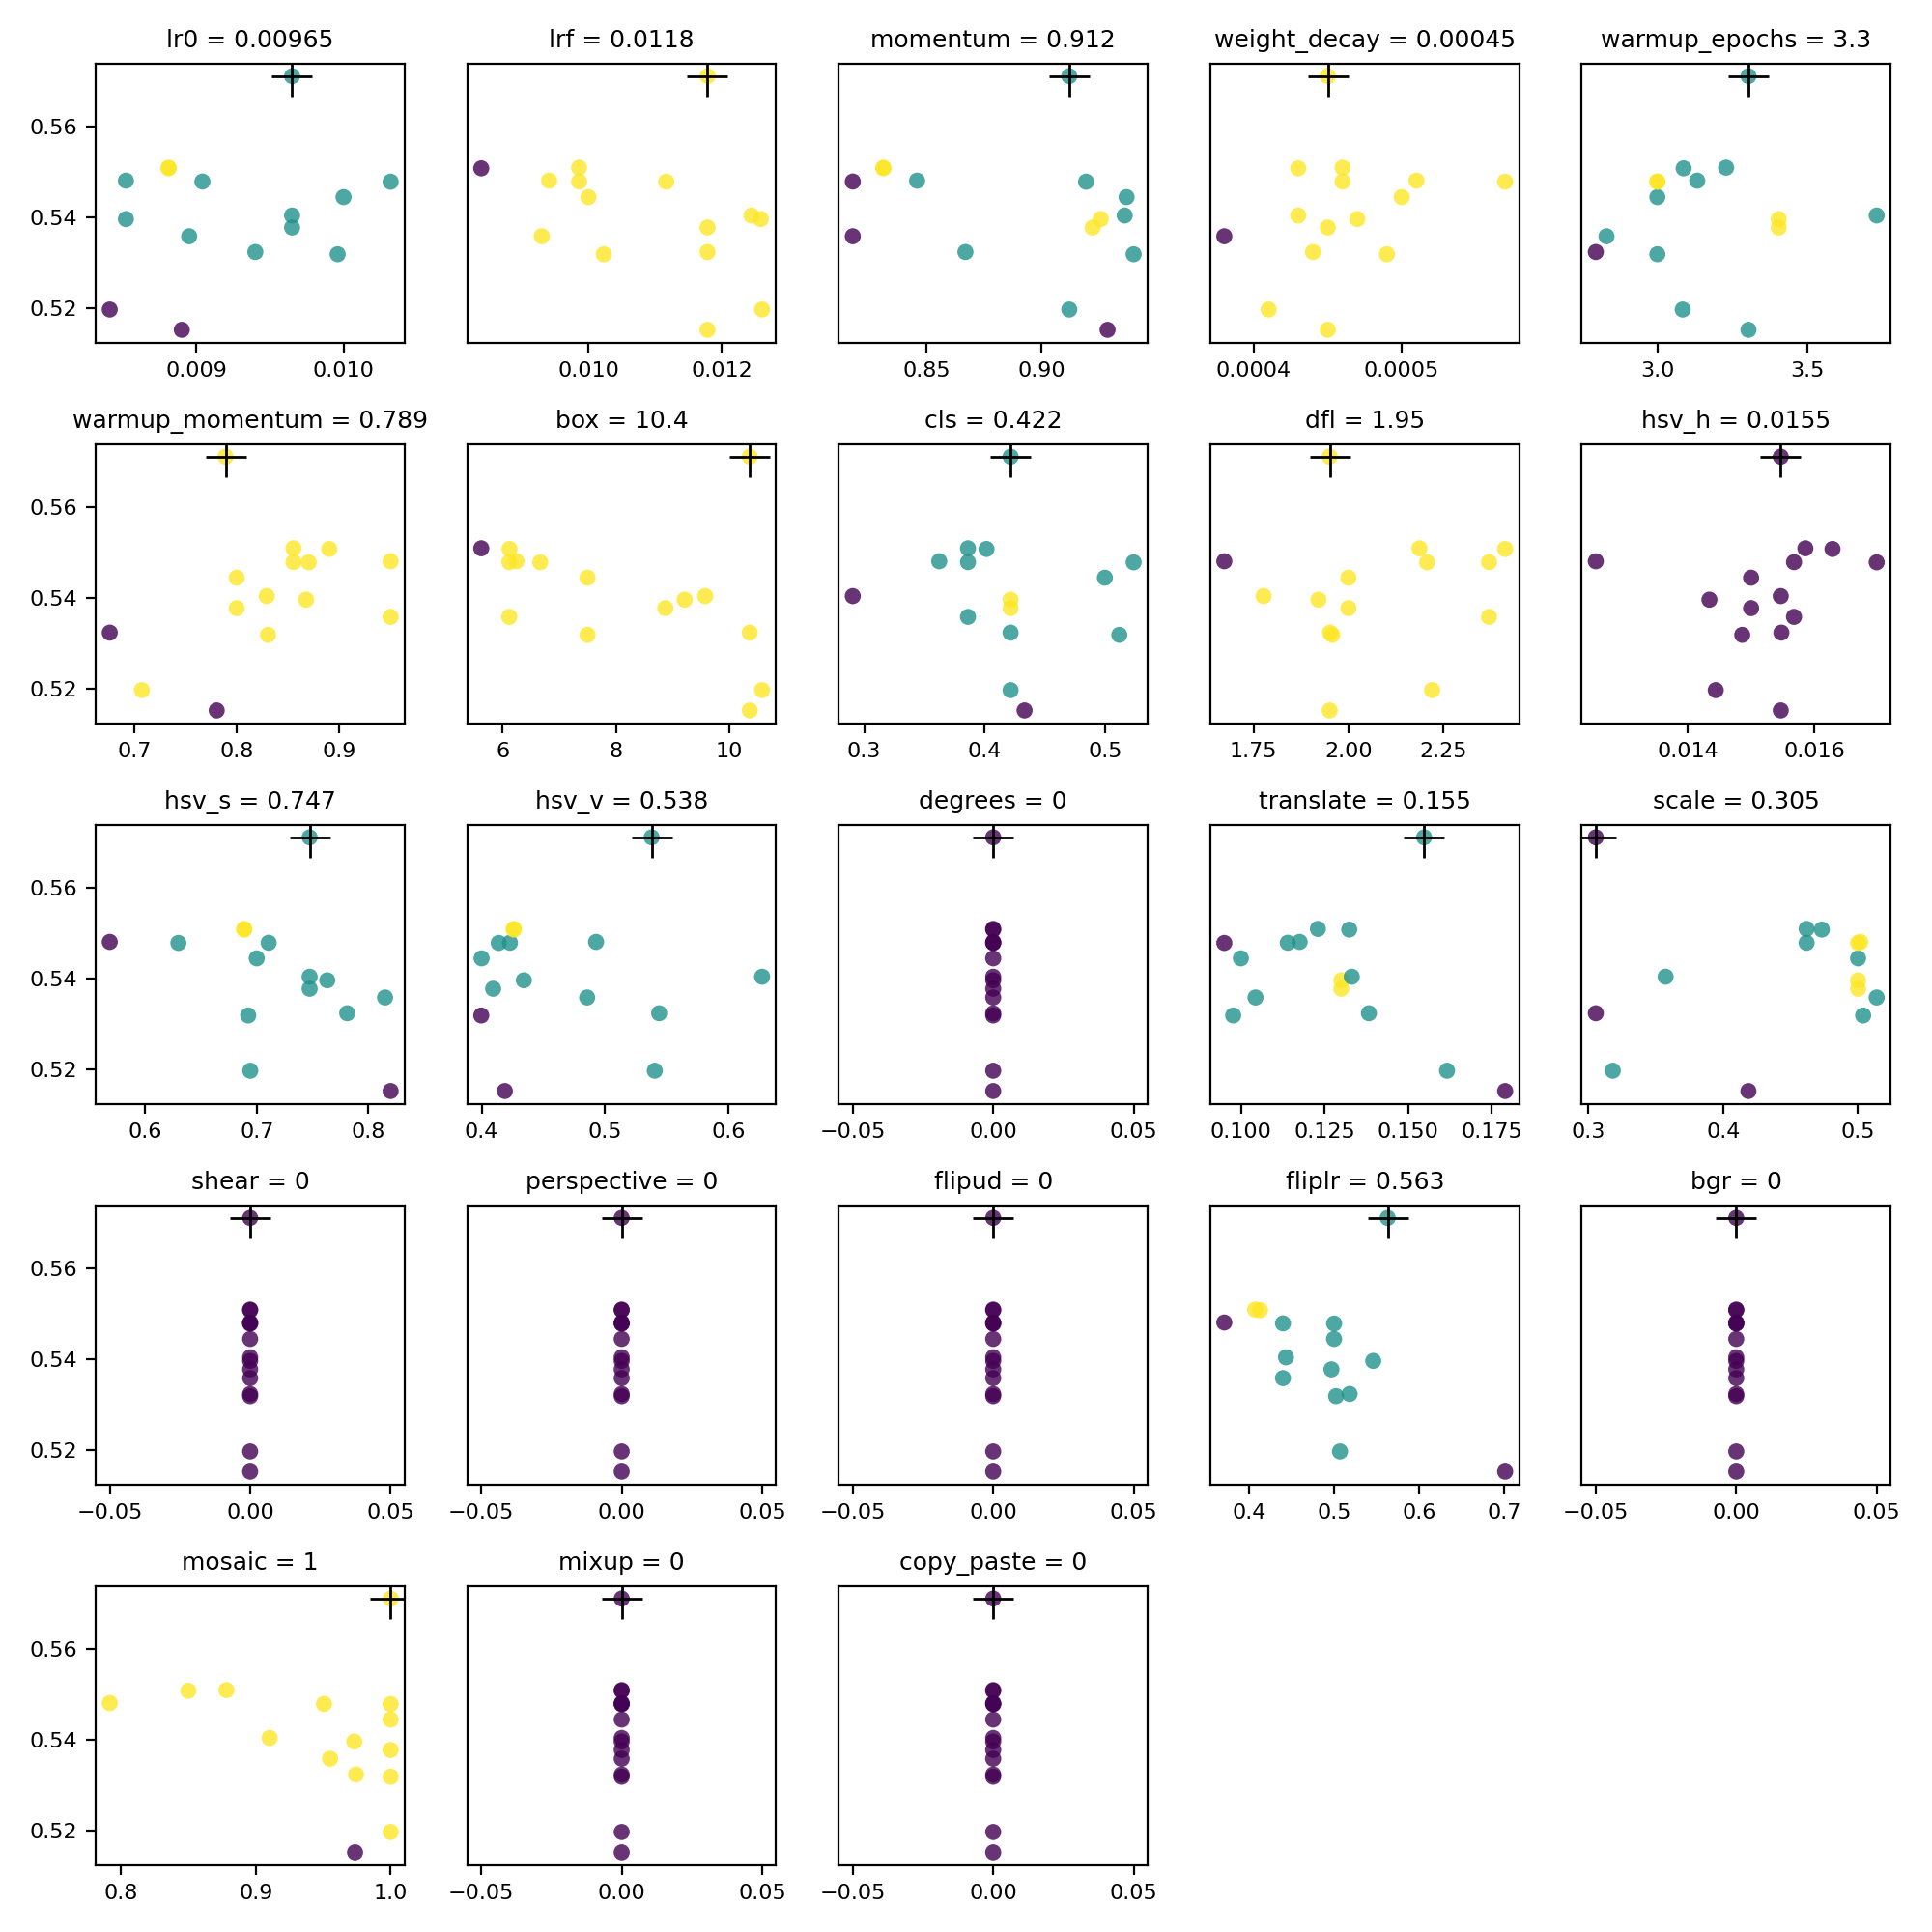 lr0 = 0.00965
lrf = 0.0118
momentum = 0.912
weight_decay = 0.00045
warmup_epochs = 3.3
0.56
0.54
0.52
0.009 0.010
0.010 0.012
0.85 0.90
0.0004 0.0005
3.0 3.5
warmup_momentum = 0.789
box = 10.4
cls = 0.422
dfl = 1.95
hsv_h = 0.0155
0.56
0.54
0.52
0.7 0.8 0.9
6 8 10
0.3 0.4 0.5
1.75 2.00 2.25
0.014 0.016
hsv_s = 0.747
hsv_v = 0.538
degrees = 0
translate = 0.155
scale = 0.305
0.56
0.54
0.52
0.6 0.7 0.8
0.4 0.5 0.6
−0.05 0.00 0.05
0.100 0.125 0.150 0.175
0.3 0.4 0.5
shear = 0
perspective = 0
flipud = 0
fliplr = 0.563
bgr = 0
0.56
0.54
0.52
−0.05 0.00 0.05
−0.05 0.00 0.05
−0.05 0.00 0.05
0.4 0.5 0.6 0.7
−0.05 0.00 0.05
mosaic = 1
mixup = 0
copy_paste = 0
0.56
0.54
0.52
0.8 0.9 1.0
−0.05 0.00 0.05
−0.05 0.00 0.05